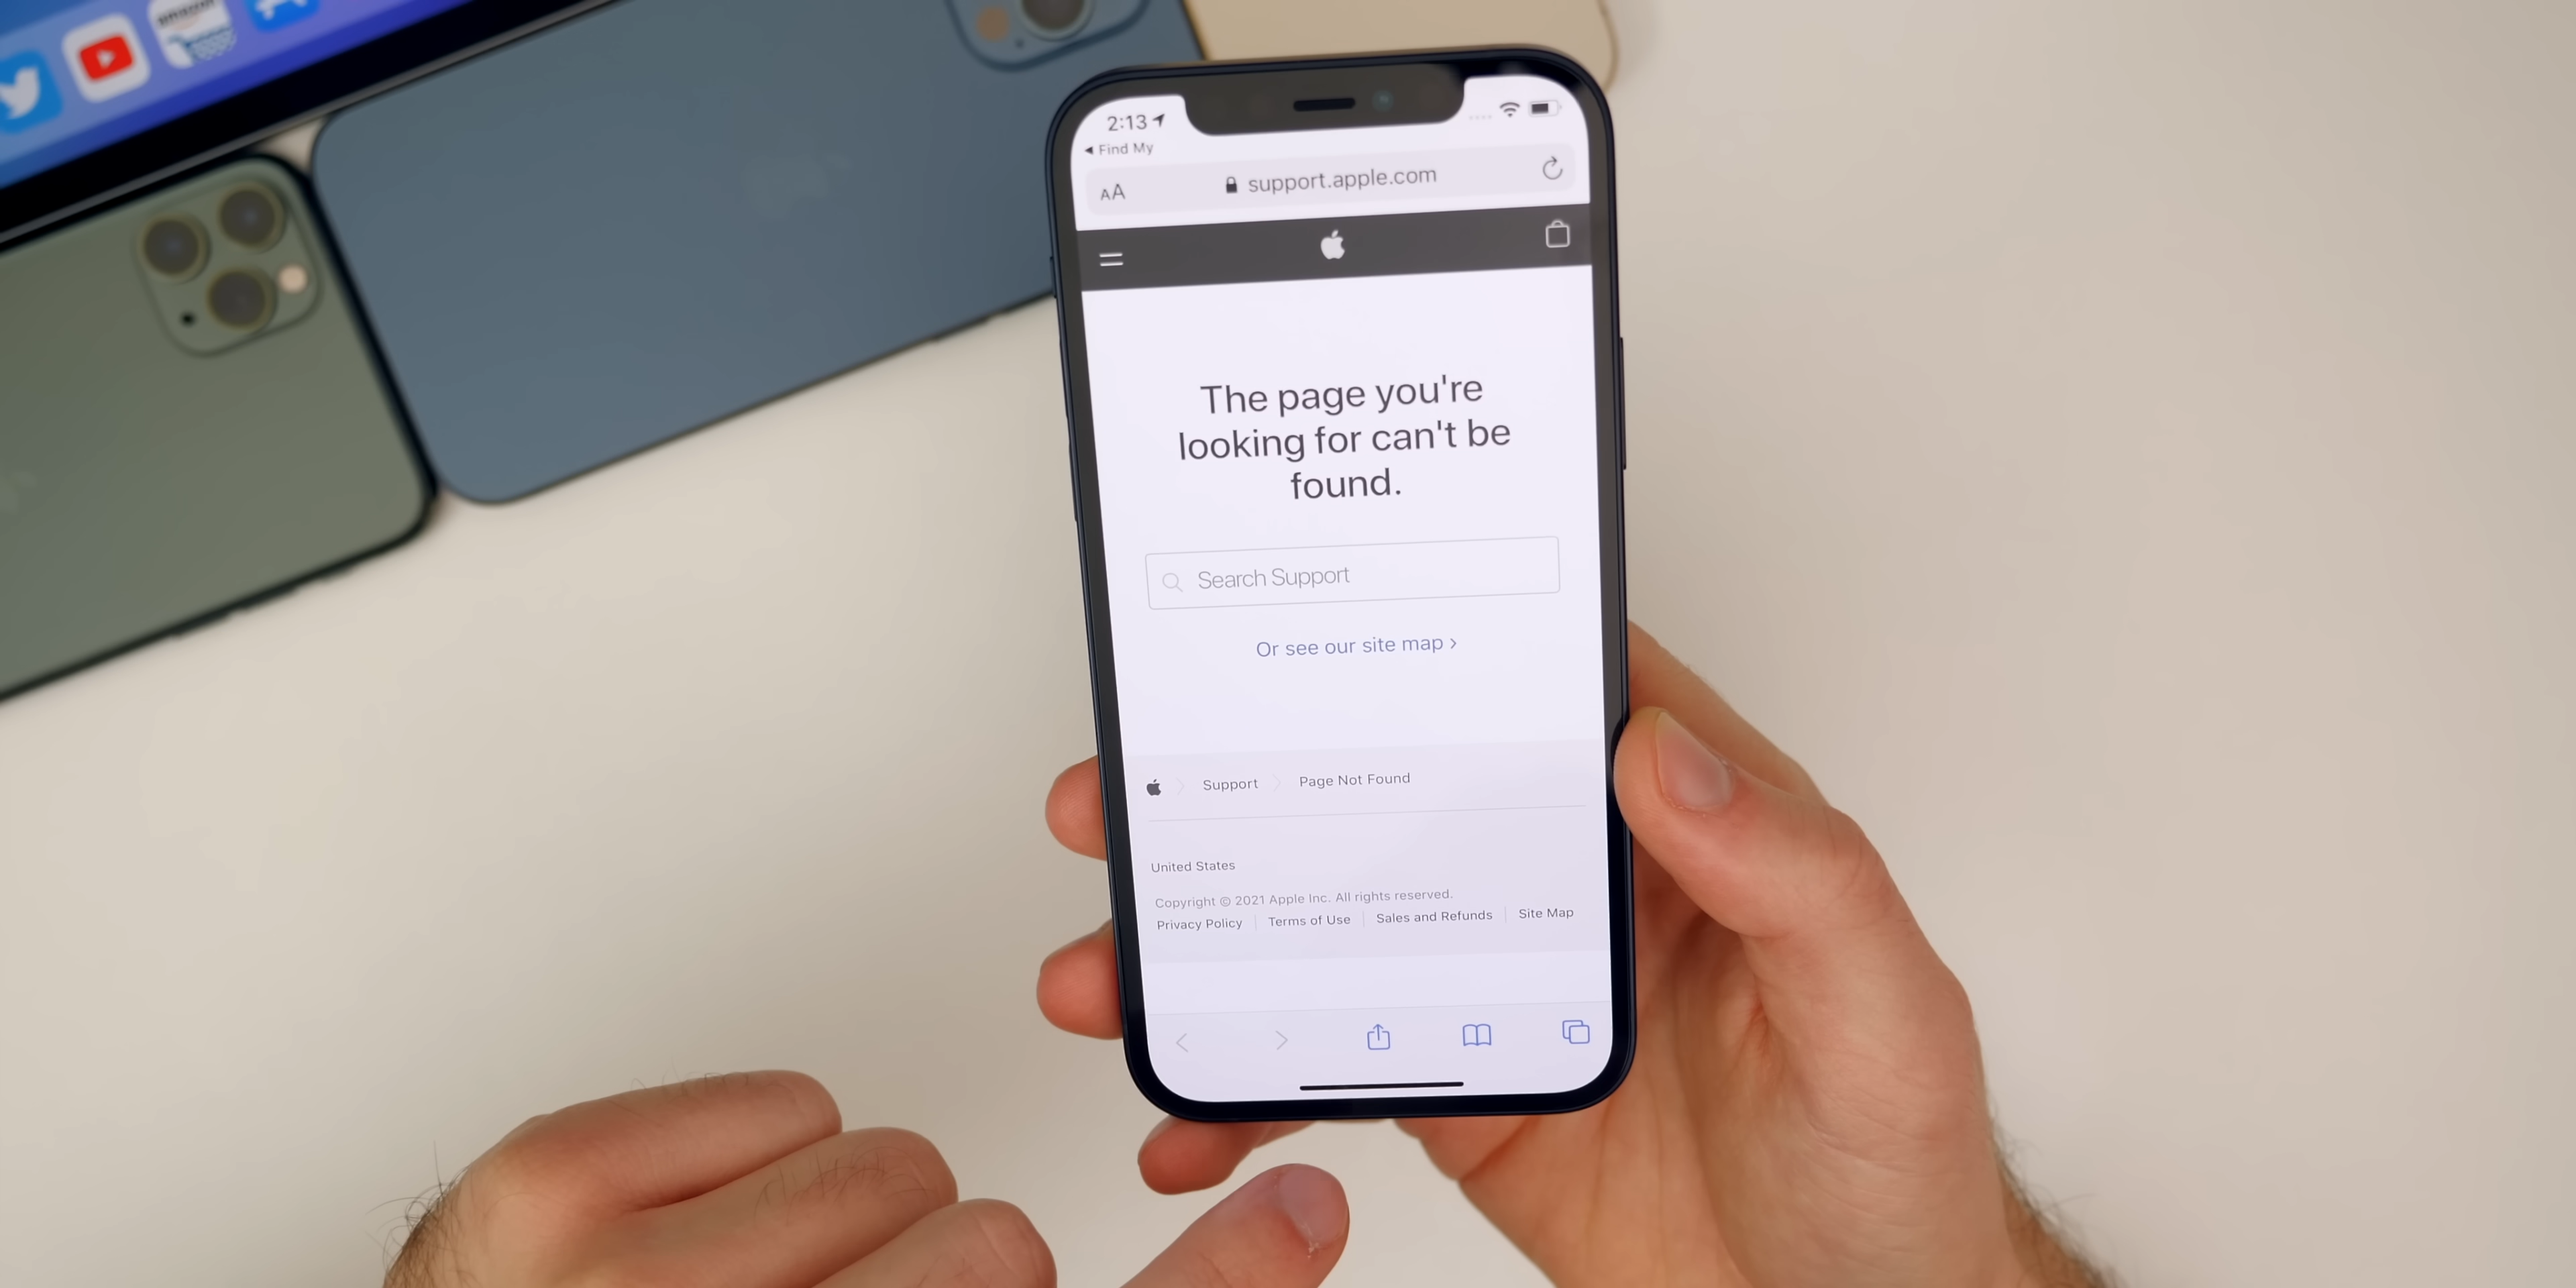 amazon
2:13
◀ Find My
AA
support.apple.com
The page you're
looking for can't be
found.
Search Support
Or see our site map ›
Support
Page Not Found
United States
Copyright © 2021 Apple Inc. All rights reserved.
Privacy Policy | Terms of Use | Sales and Refunds | Site Map